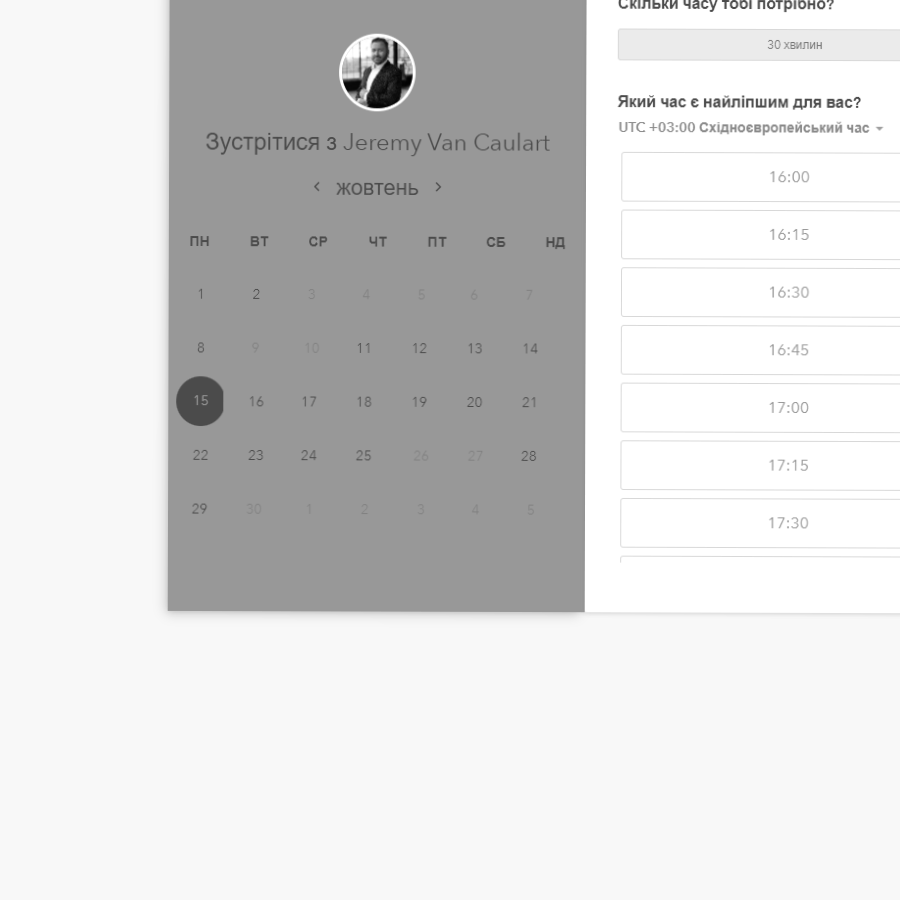 Зустрітися з Jeremy Van Caulart
‹ жовтень ›
ПН ВТ СР ЧТ ПТ СБ НД
1 2 3 4 5 6 7
8 9 10 11 12 13 14
15 16 17 18 19 20 21
22 23 24 25 26 27 28
29 30 1 2 3 4 5
Скільки часу тобі потрібно?
30 хвилин
Який час є найліпшим для вас?
UTC +03:00 Східноєвропейський час
16:00
16:15
16:30
16:45
17:00
17:15
17:30